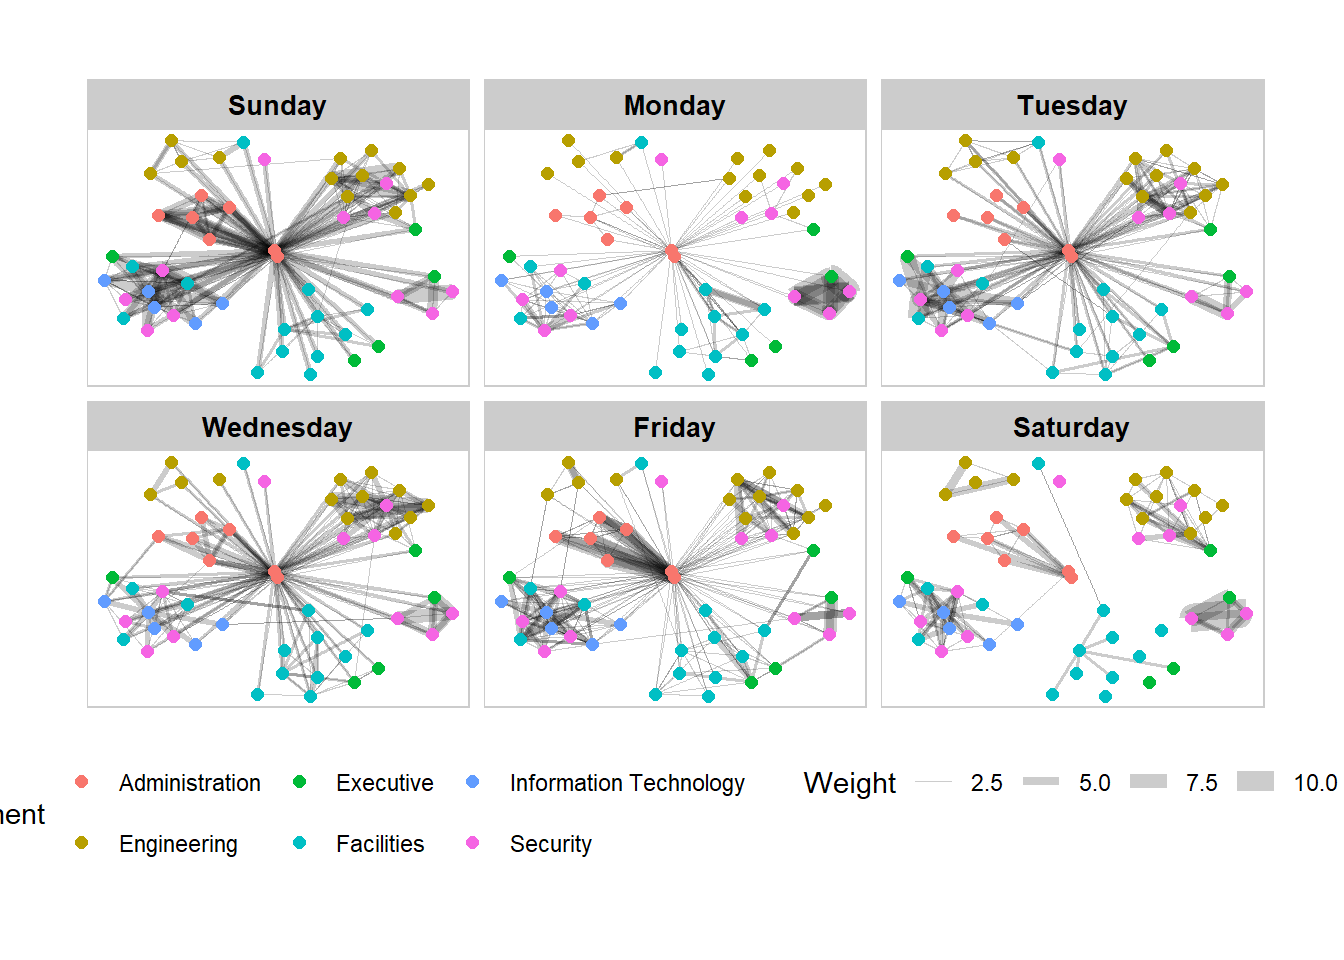 Sunday Monday Tuesday
Wednesday Friday Saturday
Administration Executive Information Technology Weight 2.5 5.0 7.5 10.0
Engineering Facilities Security